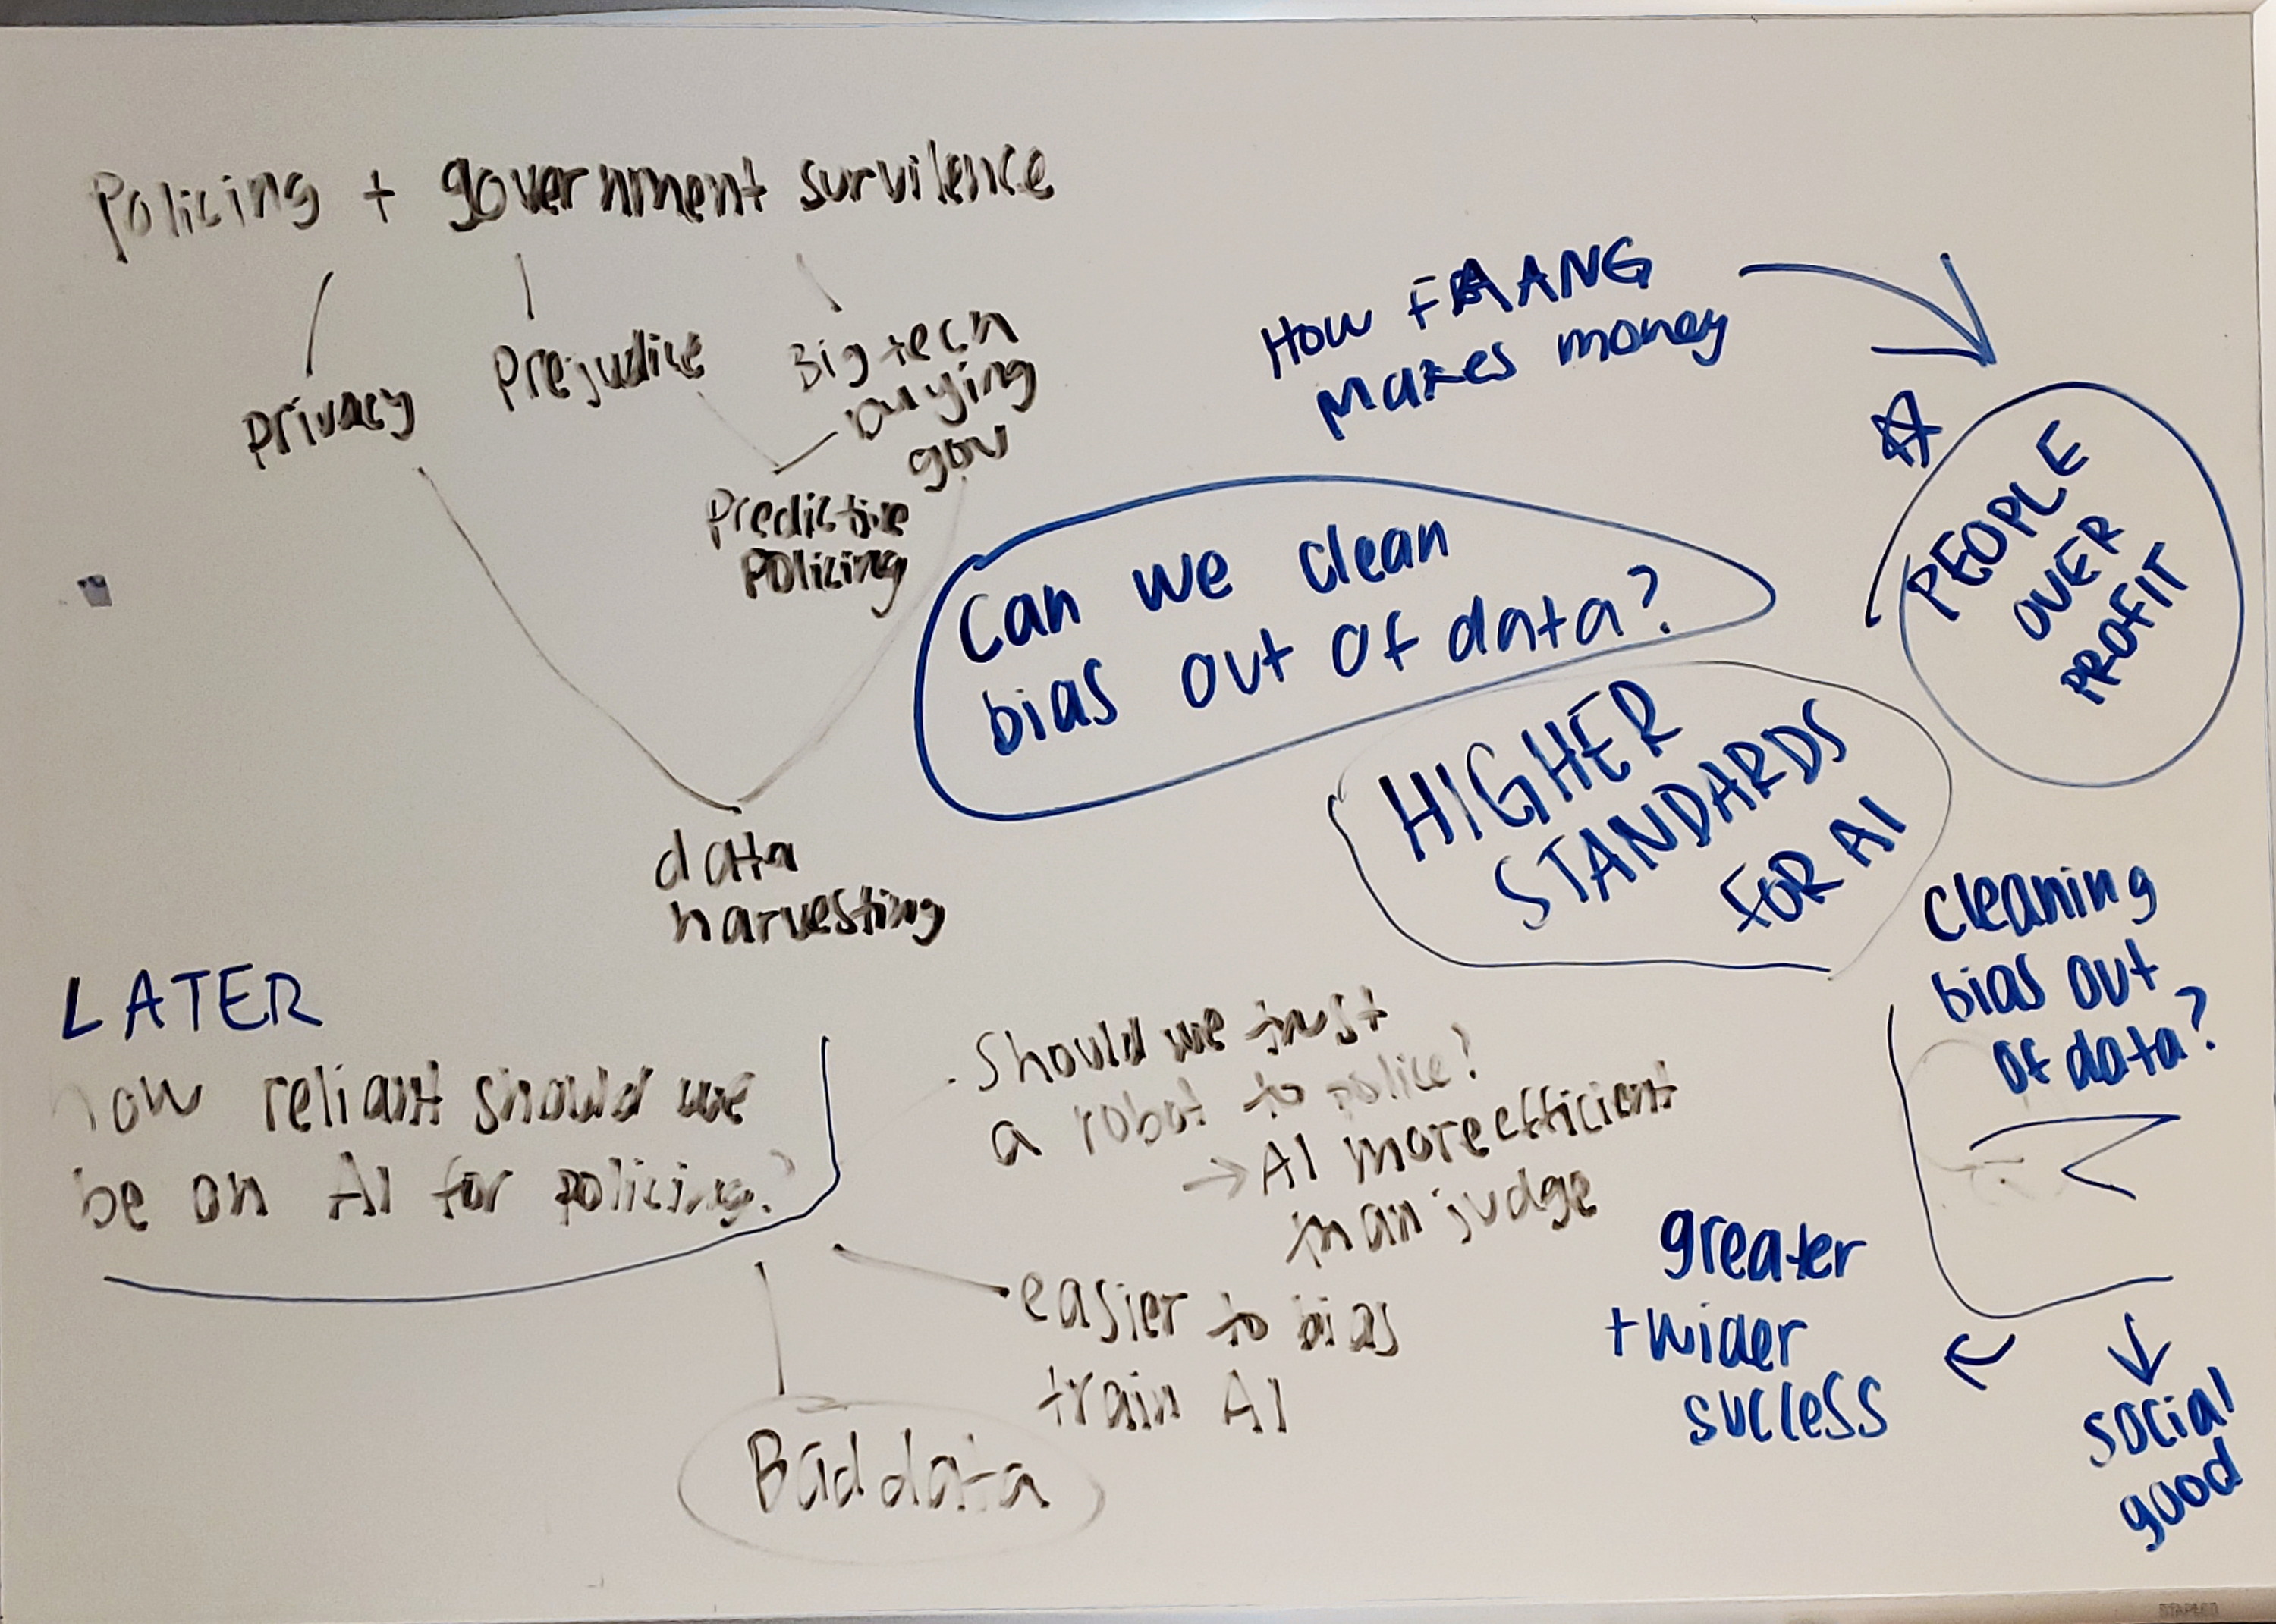 Policing + government survilence
privacy
Prejudice
Big tech
buying
gov
Predictive
Policing
data
harvesting
How FAANG
makes money
PEOPLE
OVER
PROFIT
Can we clean
bias out of data?
HIGHER
STANDARDS
FOR AI
cleaning
bias out
of data?
greater
+ wider
success
social
good
LATER
how reliant should we
be on AI for policing?
Should we trust
a robot to police?
→ AI more efficient
than judge
easier to bias
train AI
Bad data